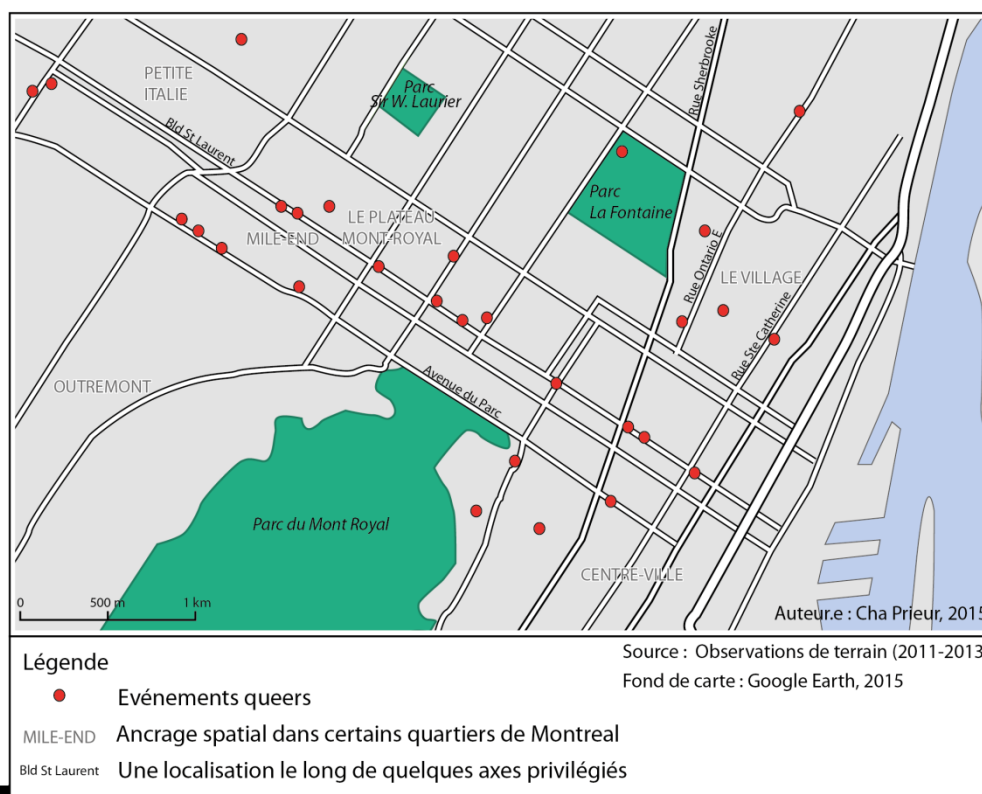 PETITE
ITALIE
Parc
Sir W. Laurier
Rue Sherbrooke
Bld St Laurent
Parc
La Fontaine
LE PLATEAU
MONT-ROYAL
MILE-END
Rue Ontario E
LE VILLAGE
Rue Ste Catherine
OUTREMONT
Avenue du Parc
Parc du Mont Royal
CENTRE-VILLE
0 500 m 1 km
Auteur.e : Cha Prieur, 2015
Légende
Source : Observations de terrain (2011-2013
Fond de carte : Google Earth, 2015
Evénements queers
MILE-END Ancrage spatial dans certains quartiers de Montreal
Bld St Laurent Une localisation le long de quelques axes privilégiés